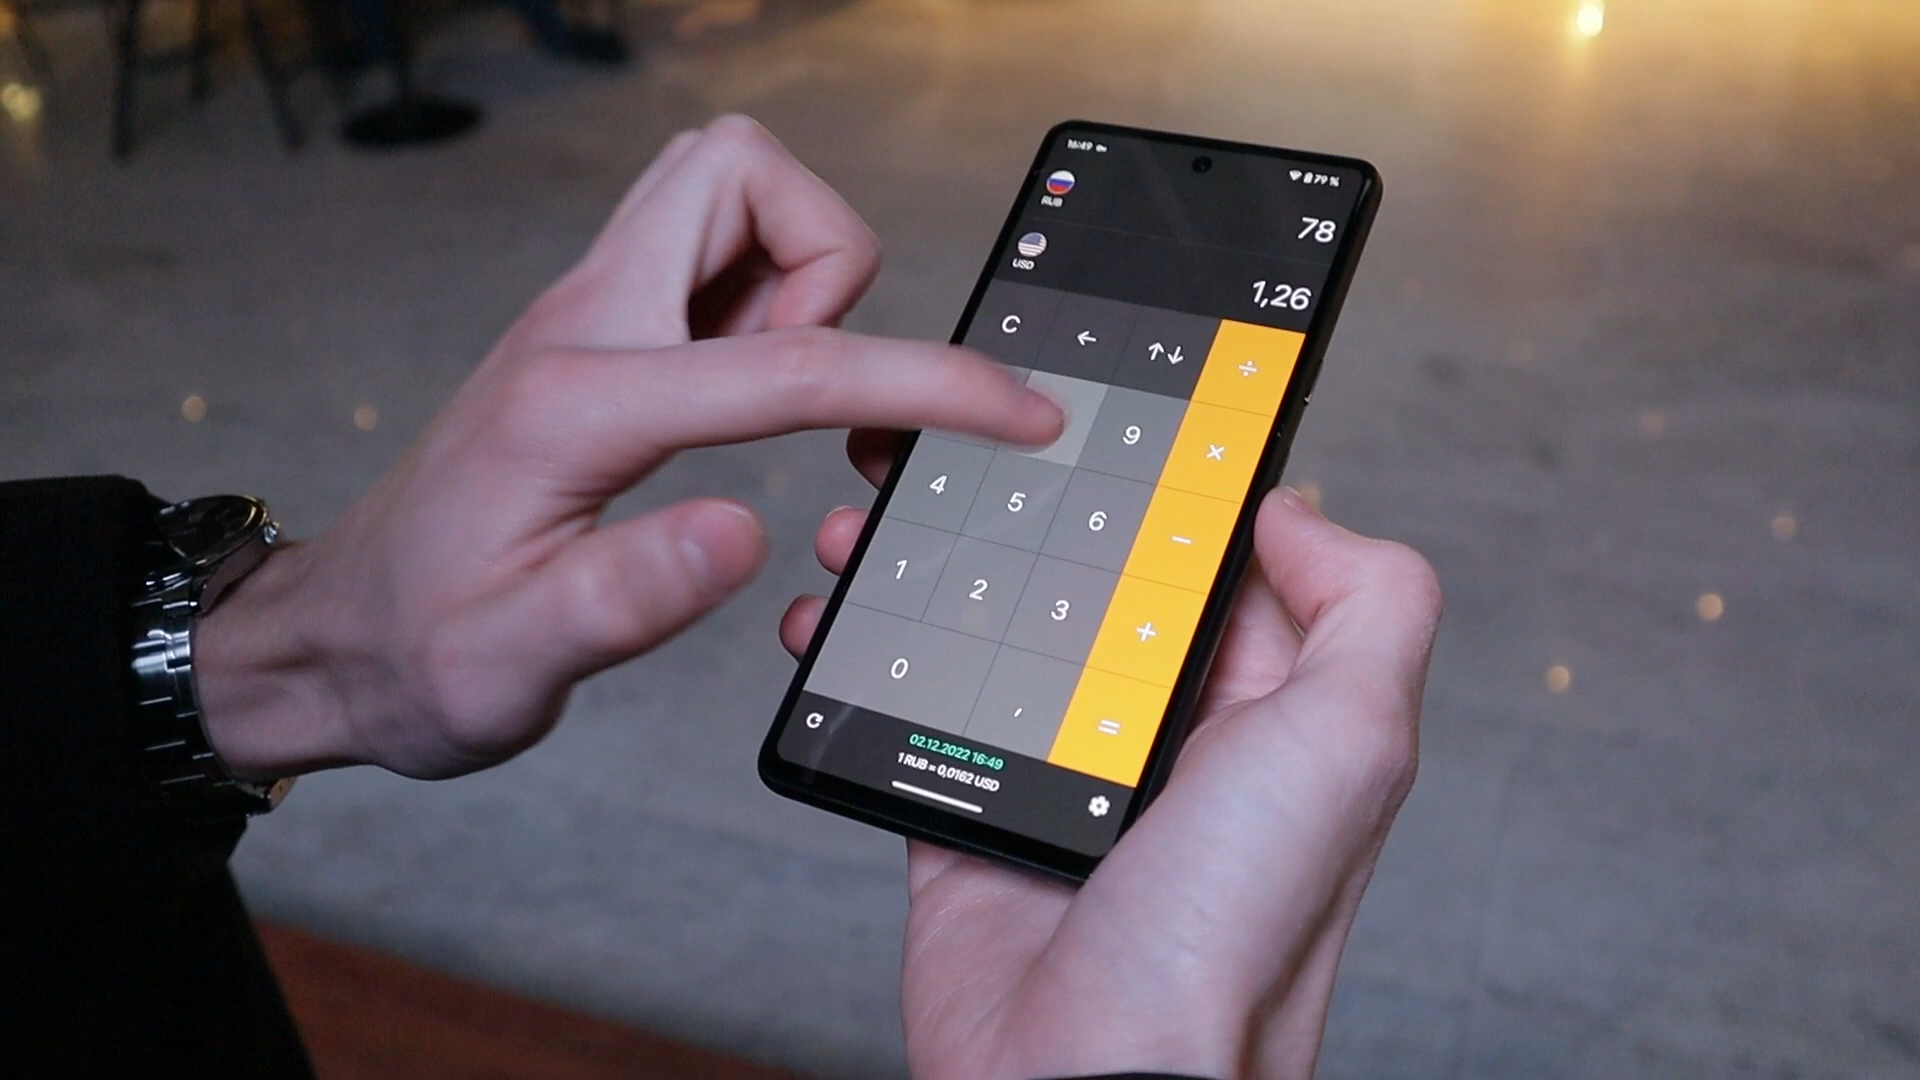 16:49
79 %
RUB
78
USD
1,26
C ← ↑↓ ÷
9 ×
4 5 6 −
1 2 3 +
0 , =
02.12.2022 16:49
1 RUB = 0,0162 USD